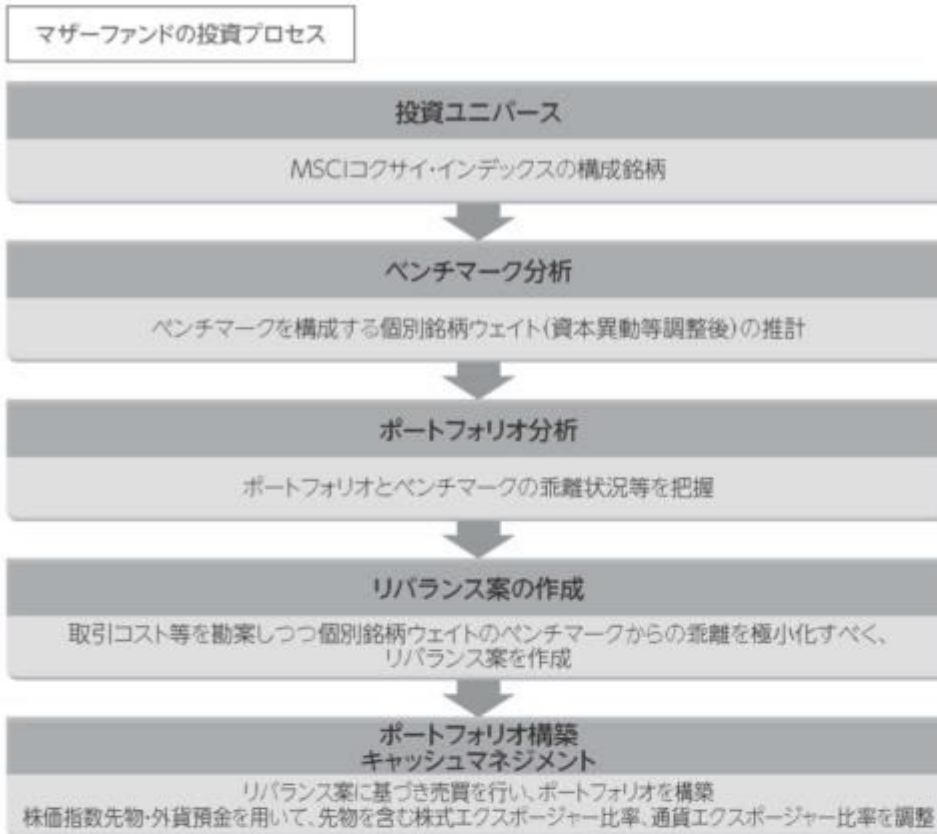 マザーファンドの投資プロセス
投資ユニバース
MSCIコクサイ・インデックスの構成銘柄
ベンチマーク分析
ベンチマークを構成する個別銘柄ウェイト(資本異動等調整後)の推計
ポートフォリオ分析
ポートフォリオとベンチマークの乖離状況等を把握
リバランス案の作成
取引コスト等を勘案しつつ個別銘柄ウェイトのベンチマークからの乖離を極小化すべく、
リバランス案を作成
ポートフォリオ構築
キャッシュマネジメント
リバランス案に基づき売買を行い、ポートフォリオを構築
株価指数先物・外貨預金を用いて、先物を含む株式エクスポージャー比率、通貨エクスポージャー比率を調整